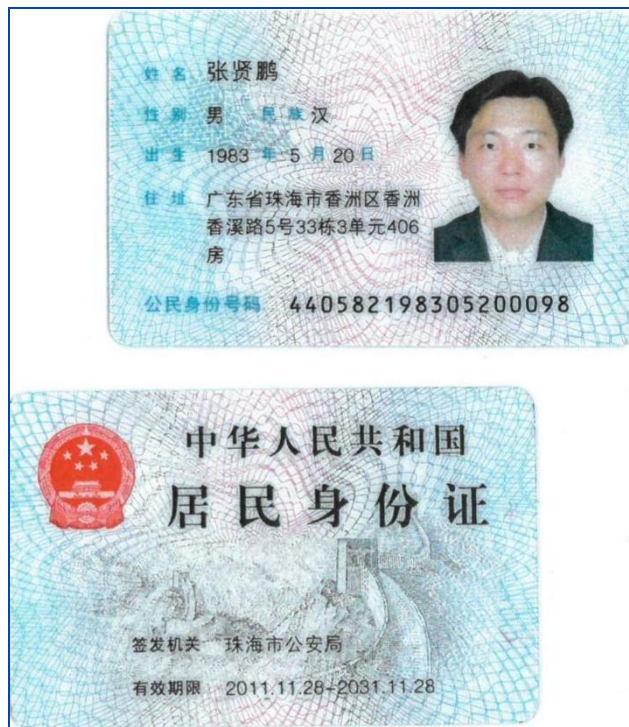 姓名 张贤鹏
性别 男 民族 汉
出生 1983 年 5 月 20 日
住址 广东省珠海市香洲区香洲
香溪路5号33栋3单元406
房
公民身份号码 440582198305200098
中华人民共和国
居民身份证
签发机关 珠海市公安局
有效期限 2011.11.28-2031.11.28